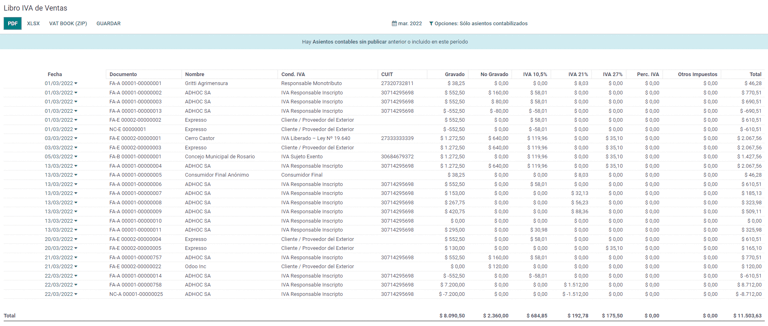 Libro IVA de Ventas
PDF XLSX VAT BOOK (ZIP) GUARDAR mar. 2022 Opciones: Sólo asientos contabilizados
Hay Asientos contables sin publicar anterior o incluido en este período
Fecha Documento Nombre Cond. IVA CUIT Gravado No Gravado IVA 10,5% IVA 21% IVA 27% Perc. IVA Otros Impuestos Total
01/03/2022 FA-A 00001-00000001 Gritti Agrimensura Responsable Monotributo 27320732811 $ 38,25 $ 0,00 $ 0,00 $ 8,03 $ 0,00 $ 0,00 $ 0,00 $ 46,28
01/03/2022 FA-A 00001-00000002 ADHOC SA IVA Responsable Inscripto 30714295698 $ 552,50 $ 160,00 $ 58,01 $ 0,00 $ 0,00 $ 0,00 $ 0,00 $ 770,51
01/03/2022 FA-A 00001-00000003 ADHOC SA IVA Responsable Inscripto 30714295698 $ 552,50 $ 80,00 $ 58,01 $ 0,00 $ 0,00 $ 0,00 $ 0,00 $ 690,51
01/03/2022 FA-A 00001-00000013 ADHOC SA IVA Responsable Inscripto 30714295698 $ -552,50 $ -80,00 $ -58,01 $ 0,00 $ 0,00 $ 0,00 $ 0,00 $ -690,51
01/03/2022 FA-E 00002-00000002 Expresso Cliente / Proveedor del Exterior $ 552,50 $ 0,00 $ 58,01 $ 0,00 $ 0,00 $ 0,00 $ 0,00 $ 610,51
01/03/2022 NC-E 00000001 Expresso Cliente / Proveedor del Exterior $ -552,50 $ 0,00 $ -58,01 $ 0,00 $ 0,00 $ 0,00 $ 0,00 $ -610,51
03/03/2022 FA-E 00002-00000001 Cerro Castor IVA Liberado – Ley Nº 19.640 27333333339 $ 1.272,50 $ 640,00 $ 119,96 $ 0,00 $ 35,10 $ 0,00 $ 0,00 $ 2.067,56
03/03/2022 FA-E 00002-00000003 Expresso Cliente / Proveedor del Exterior $ 1.272,50 $ 640,00 $ 119,96 $ 0,00 $ 35,10 $ 0,00 $ 0,00 $ 2.067,56
05/03/2022 FA-B 00001-00000001 Concejo Municipal de Rosario IVA Sujeto Exento 30684679372 $ 1.272,50 $ 0,00 $ 119,96 $ 0,00 $ 35,10 $ 0,00 $ 0,00 $ 1.427,56
13/03/2022 FA-A 00001-00000004 ADHOC SA IVA Responsable Inscripto 30714295698 $ 1.272,50 $ 640,00 $ 119,96 $ 0,00 $ 35,10 $ 0,00 $ 0,00 $ 2.067,56
13/03/2022 FA-A 00001-00000005 Consumidor Final Anónimo Consumidor Final $ 38,25 $ 0,00 $ 0,00 $ 8,03 $ 0,00 $ 0,00 $ 0,00 $ 46,28
13/03/2022 FA-A 00001-00000006 ADHOC SA IVA Responsable Inscripto 30714295698 $ 552,50 $ 0,00 $ 58,01 $ 0,00 $ 0,00 $ 0,00 $ 0,00 $ 610,51
13/03/2022 FA-A 00001-00000007 ADHOC SA IVA Responsable Inscripto 30714295698 $ 153,00 $ 0,00 $ 0,00 $ 32,13 $ 0,00 $ 0,00 $ 0,00 $ 185,13
13/03/2022 FA-A 00001-00000008 ADHOC SA IVA Responsable Inscripto 30714295698 $ 267,75 $ 0,00 $ 0,00 $ 56,23 $ 0,00 $ 0,00 $ 0,00 $ 323,98
13/03/2022 FA-A 00001-00000009 ADHOC SA IVA Responsable Inscripto 30714295698 $ 420,75 $ 0,00 $ 0,00 $ 88,36 $ 0,00 $ 0,00 $ 0,00 $ 509,11
13/03/2022 FA-A 00001-00000010 ADHOC SA IVA Responsable Inscripto 30714295698 $ 0,00 $ 0,00 $ 0,00 $ 0,00 $ 0,00 $ 0,00 $ 0,00 $ 0,00
13/03/2022 FA-A 00001-00000011 ADHOC SA IVA Responsable Inscripto 30714295698 $ 295,00 $ 0,00 $ 30,98 $ 0,00 $ 0,00 $ 0,00 $ 0,00 $ 325,98
20/03/2022 FA-E 00002-00000004 Expresso Cliente / Proveedor del Exterior $ 552,50 $ 0,00 $ 58,01 $ 0,00 $ 0,00 $ 0,00 $ 0,00 $ 610,51
20/03/2022 FA-E 00002-00000005 Expresso Cliente / Proveedor del Exterior $ 130,00 $ 0,00 $ 0,00 $ 0,00 $ 35,10 $ 0,00 $ 0,00 $ 165,10
21/03/2022 FA-A 00001-00000757 ADHOC SA IVA Responsable Inscripto 30714295698 $ 552,50 $ 160,00 $ 58,01 $ 0,00 $ 0,00 $ 0,00 $ 0,00 $ 770,51
21/03/2022 FA-E 00002-00000022 Odoo Inc Cliente / Proveedor del Exterior $ 0,00 $ 120,00 $ 0,00 $ 0,00 $ 0,00 $ 0,00 $ 0,00 $ 120,00
22/03/2022 FA-A 00001-00000014 ADHOC SA IVA Responsable Inscripto 30714295698 $ -552,50 $ 0,00 $ -58,01 $ 0,00 $ 0,00 $ 0,00 $ 0,00 $ -610,51
22/03/2022 FA-A 00001-00000758 ADHOC SA IVA Responsable Inscripto 30714295698 $ 7.200,00 $ 0,00 $ 0,00 $ 1.512,00 $ 0,00 $ 0,00 $ 0,00 $ 8.712,00
22/03/2022 NC-A 00001-00000025 ADHOC SA IVA Responsable Inscripto 30714295698 $ -7.200,00 $ 0,00 $ 0,00 $ -1.512,00 $ 0,00 $ 0,00 $ 0,00 $ -8.712,00
Total $ 8.090,50 $ 2.360,00 $ 684,85 $ 192,78 $ 175,50 $ 0,00 $ 0,00 $ 11.503,63